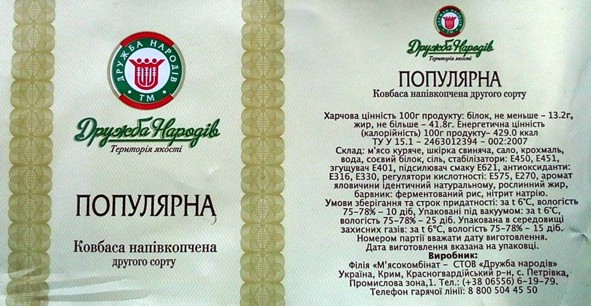 ДРУЖБА НАРОДІВ
ТМ
Дружба Народів
Територія якості
ПОПУЛЯРНА
Ковбаса напівкопчена
другого сорту
ДРУЖБА НАРОДІВ
ТМ
Дружба Народів
Територія якості
ПОПУЛЯРНА
Ковбаса напівкопчена другого сорту
Харчова цінність 100г продукту: білок, не меньше – 13.2г,
жир, не більше – 41.8г. Енергетична цінність
(калорійність) 100г продукту– 429.0 ккал
ТУ У 15.1 – 2463012394 – 002:2007
Склад: м'ясо куряче, шкірка свиняча, сало, крохмаль,
вода, соєвий білок, сіль, стабілізатори: Е450, Е451,
згущувач Е401, підсилювач смаку Е621, антиоксиданти:
Е316, Е330, регулятори кислотності: Е575, Е270, аромат
яловичини ідентичний натуральному, рослинний жир,
барвник: ферментований рис, нітрит натрію.
Умови зберігання та строк придатності: за t 6°С, вологість
75–78% – 10 діб, Упаковані під вакуумом: за t 6°С,
вологість 75–78% – 25 діб. Упакована в середовищі
захисних газів: за t 6°С, вологість 75–78% – 15 діб.
Номером партії вважати дату виготовлення.
Дата виготовлення вказана на упаковці.
Виробник:
Філія «М'ясокомбінат – СТОВ «Дружба народів»
Україна, Крим, Красногвардійський р–н, с. Петрівка,
Промислова зона,1. Тел.: (+38 06556) 6–19–79.
Телефон гарячої лінії: 8 800 504 45 50